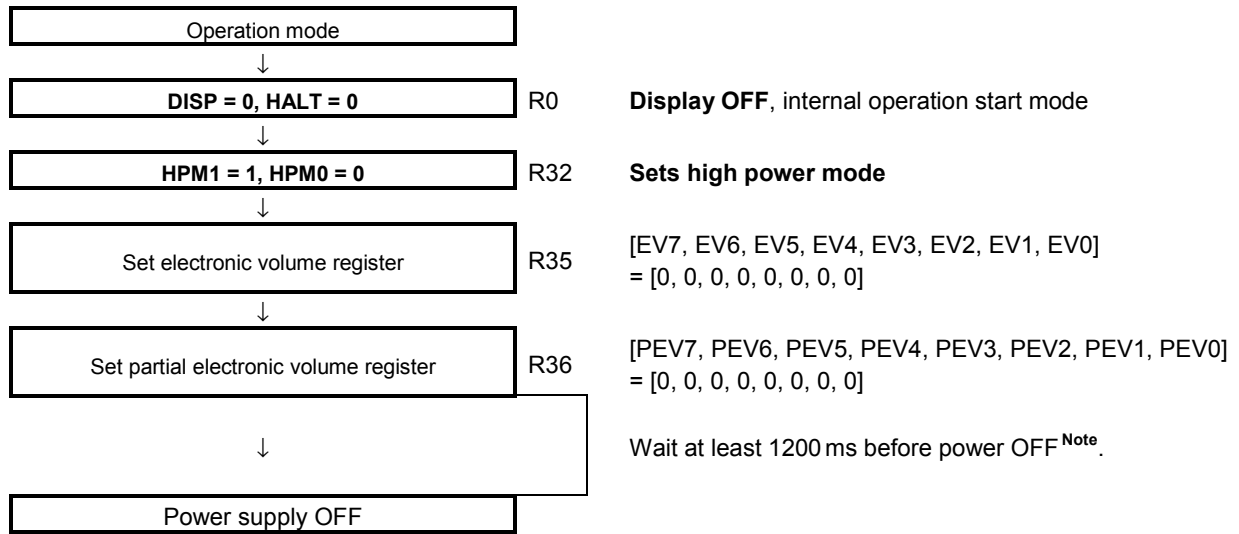 Operation mode
↓
DISP = 0, HALT = 0 R0 Display OFF, internal operation start mode
↓
HPM1 = 1, HPM0 = 0 R32 Sets high power mode
↓
Set electronic volume register R35 [EV7, EV6, EV5, EV4, EV3, EV2, EV1, EV0]
= [0, 0, 0, 0, 0, 0, 0, 0]
↓
Set partial electronic volume register R36 [PEV7, PEV6, PEV5, PEV4, PEV3, PEV2, PEV1, PEV0]
= [0, 0, 0, 0, 0, 0, 0, 0]
↓ Wait at least 1200 ms before power OFF Note.
Power supply OFF